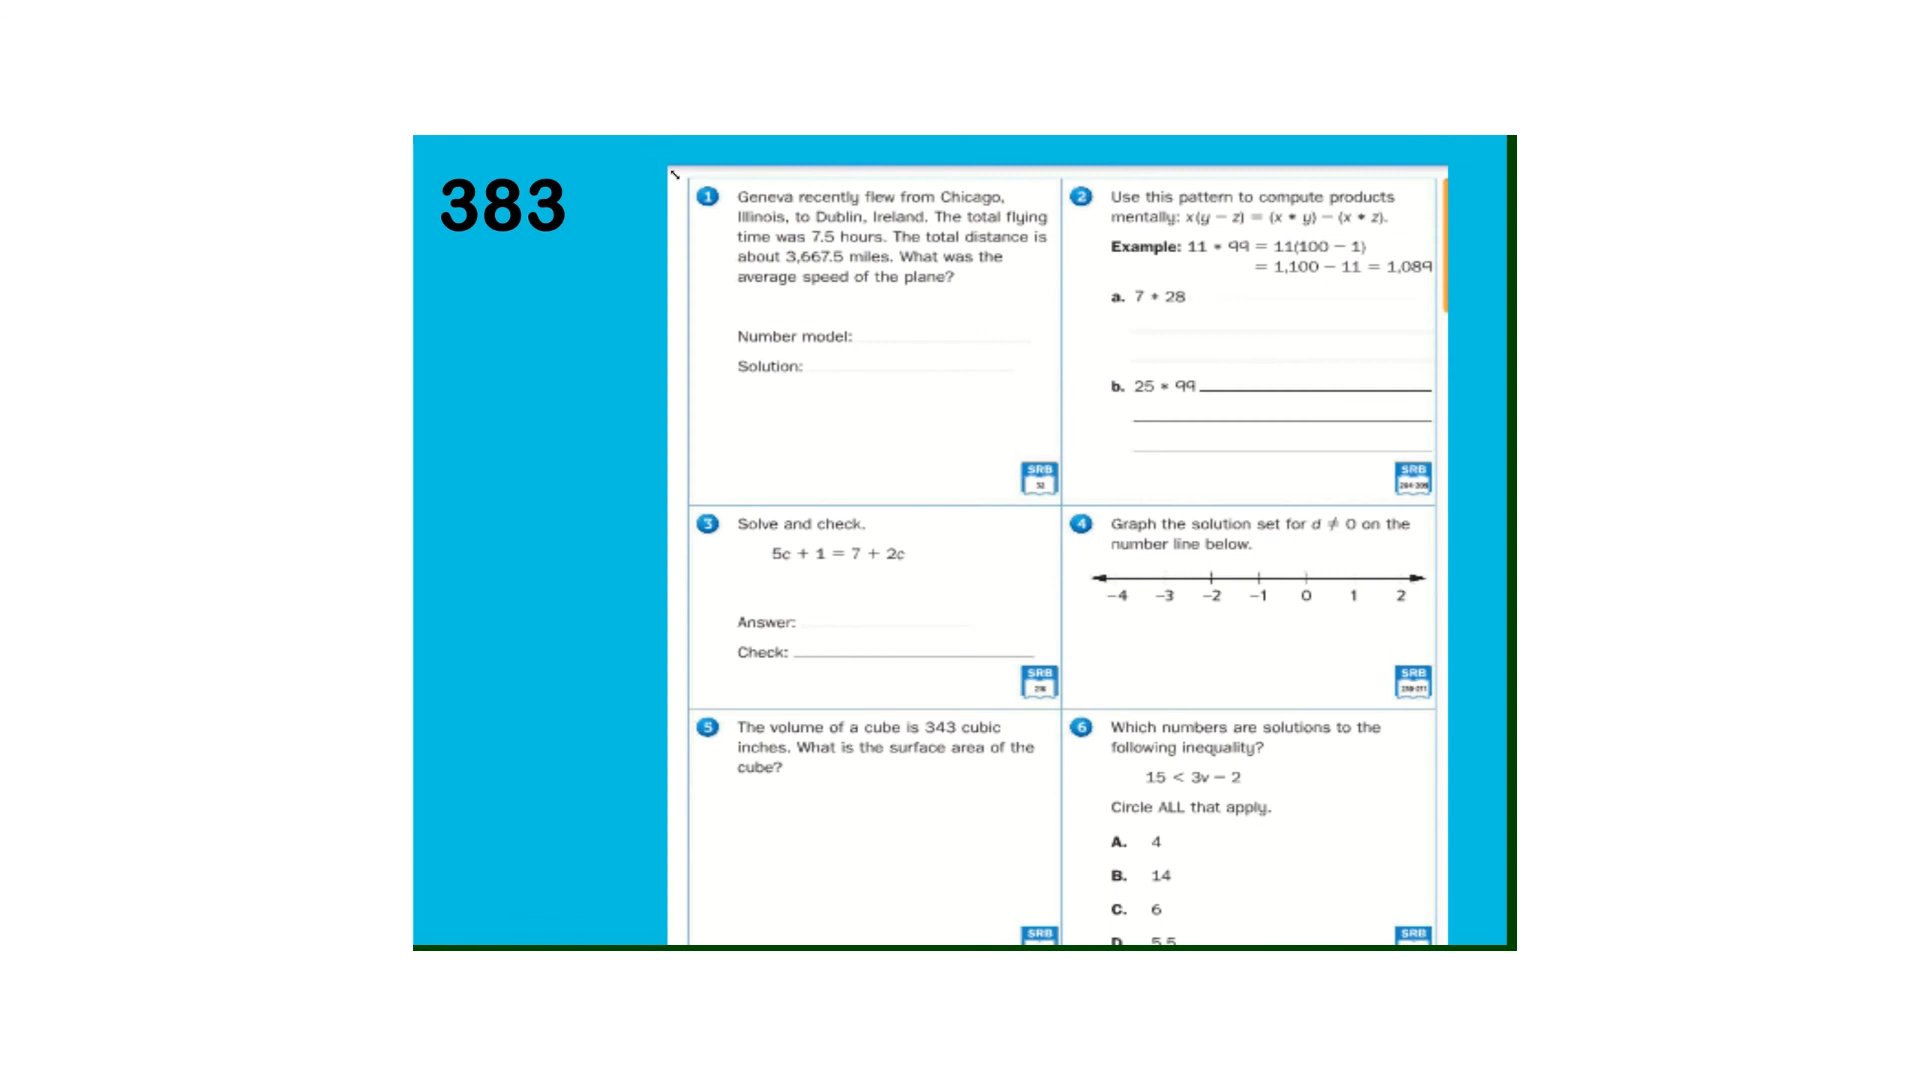 383
1 Geneva recently flew from Chicago,
Illinois, to Dublin, Ireland. The total flying
time was 7.5 hours. The total distance is
about 3,667.5 miles. What was the
average speed of the plane?
Number model:
Solution:
SRB
32
2 Use this pattern to compute products
mentally: x(y − z) = (x * y) − (x * z).
Example: 11 * 99 = 11(100 − 1)
= 1,100 − 11 = 1,089
a. 7 * 28
b. 25 * 99
SRB
3 Solve and check.
5c + 1 = 7 + 2c
Answer:
Check:
SRB
4 Graph the solution set for d ≠ 0 on the
number line below.
−4 −3 −2 −1 0 1 2
SRB
5 The volume of a cube is 343 cubic
inches. What is the surface area of the
cube?
SRB
6 Which numbers are solutions to the
following inequality?
15 < 3v − 2
Circle ALL that apply.
A. 4
B. 14
C. 6
D. 5.5
SRB